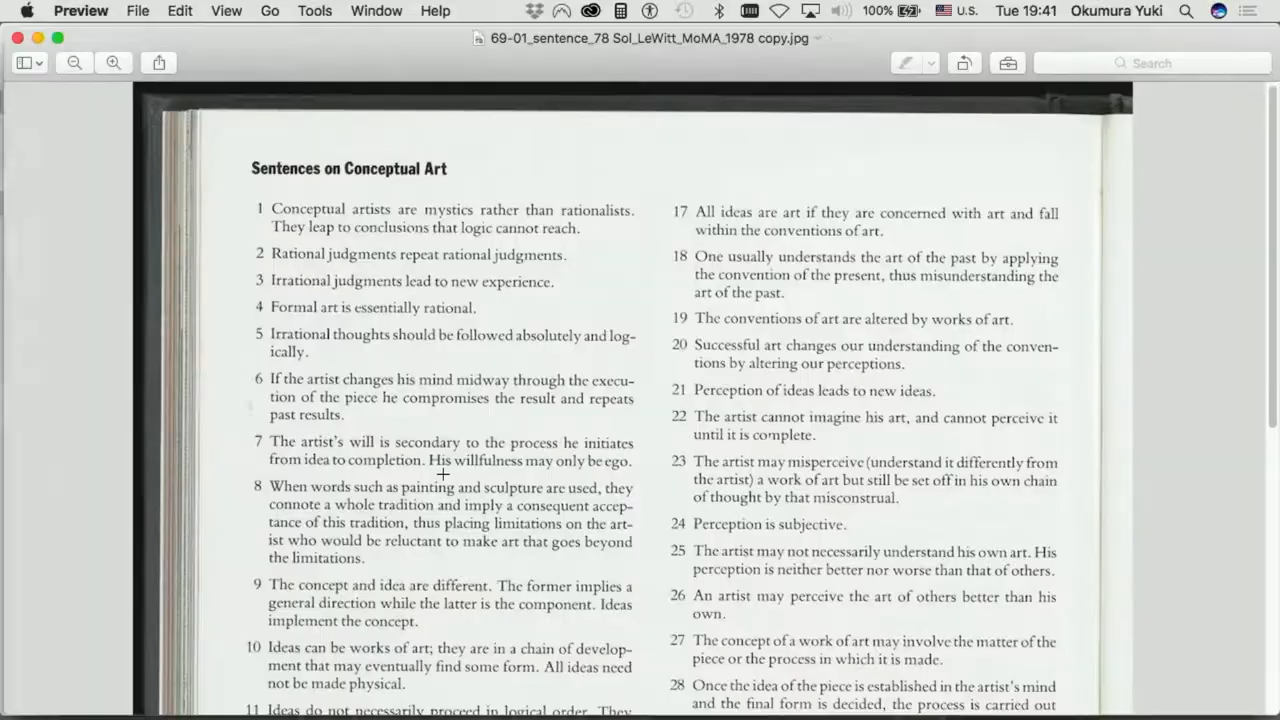 Preview File Edit View Go Tools Window Help 100% U.S. Tue 19:41 Okumura Yuki
69-01_sentence_78 Sol_LeWitt_MoMA_1978 copy.jpg
Search
Sentences on Conceptual Art
1 Conceptual artists are mystics rather than rationalists.
They leap to conclusions that logic cannot reach.
2 Rational judgments repeat rational judgments.
3 Irrational judgments lead to new experience.
4 Formal art is essentially rational.
5 Irrational thoughts should be followed absolutely and log-
ically.
6 If the artist changes his mind midway through the execu-
tion of the piece he compromises the result and repeats
past results.
7 The artist's will is secondary to the process he initiates
from idea to completion. His willfulness may only be ego.
8 When words such as painting and sculpture are used, they
connote a whole tradition and imply a consequent accep-
tance of this tradition, thus placing limitations on the art-
ist who would be reluctant to make art that goes beyond
the limitations.
9 The concept and idea are different. The former implies a
general direction while the latter is the component. Ideas
implement the concept.
10 Ideas can be works of art; they are in a chain of develop-
ment that may eventually find some form. All ideas need
not be made physical.
11 Ideas do not necessarily proceed in logical order. They
17 All ideas are art if they are concerned with art and fall
within the conventions of art.
18 One usually understands the art of the past by applying
the convention of the present, thus misunderstanding the
art of the past.
19 The conventions of art are altered by works of art.
20 Successful art changes our understanding of the conven-
tions by altering our perceptions.
21 Perception of ideas leads to new ideas.
22 The artist cannot imagine his art, and cannot perceive it
until it is complete.
23 The artist may misperceive (understand it differently from
the artist) a work of art but still be set off in his own chain
of thought by that misconstrual.
24 Perception is subjective.
25 The artist may not necessarily understand his own art. His
perception is neither better nor worse than that of others.
26 An artist may perceive the art of others better than his
own.
27 The concept of a work of art may involve the matter of the
piece or the process in which it is made.
28 Once the idea of the piece is established in the artist's mind
and the final form is decided, the process is carried out